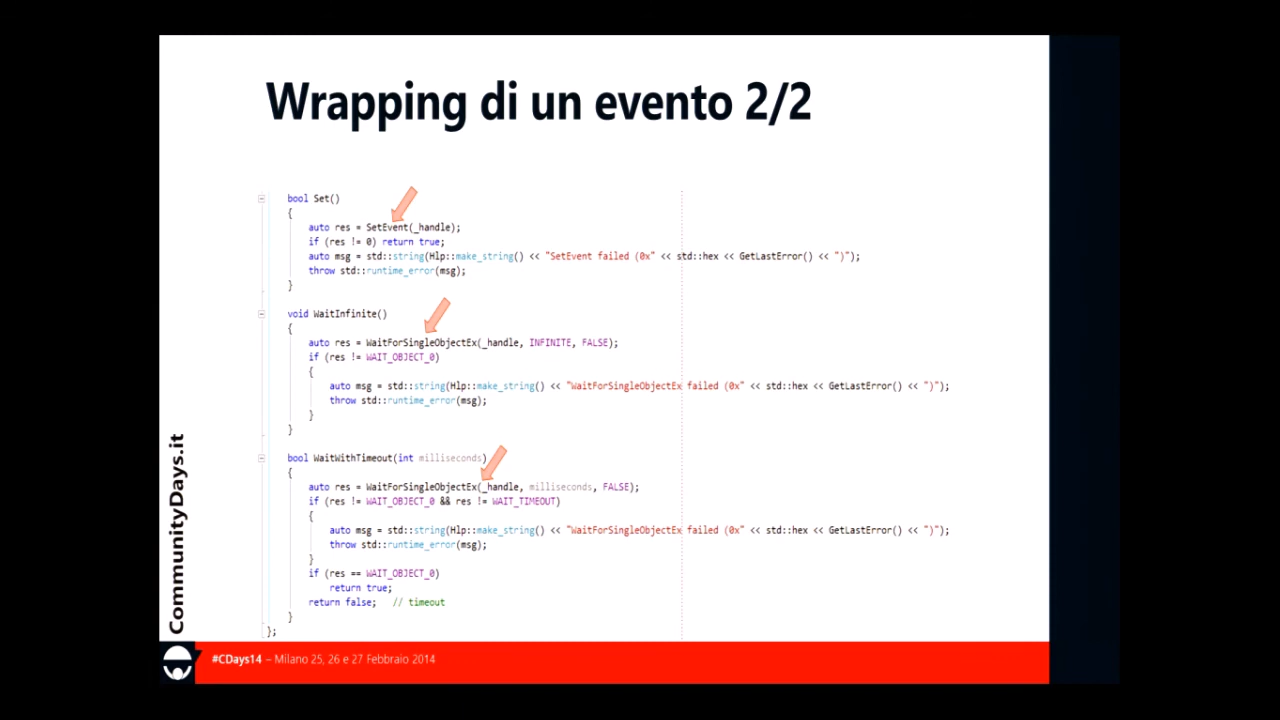 Wrapping di un evento 2/2
bool Set()
{
auto res = SetEvent(_handle);
if (res != 0) return true;
auto msg = std::string(Hlp::make_string() << "SetEvent failed (0x" << std::hex << GetLastError() << ")");
throw std::runtime_error(msg);
}
void WaitInfinite()
{
auto res = WaitForSingleObjectEx(_handle, INFINITE, FALSE);
if (res != WAIT_OBJECT_0)
{
auto msg = std::string(Hlp::make_string() << "WaitForSingleObjectEx failed (0x" << std::hex << GetLastError() << ")");
throw std::runtime_error(msg);
}
}
bool WaitWithTimeout(int milliseconds)
{
auto res = WaitForSingleObjectEx(_handle, milliseconds, FALSE);
if (res != WAIT_OBJECT_0 && res != WAIT_TIMEOUT)
{
auto msg = std::string(Hlp::make_string() << "WaitForSingleObjectEx failed (0x" << std::hex << GetLastError() << ")");
throw std::runtime_error(msg);
}
if (res == WAIT_OBJECT_0)
return true;
return false; // timeout
}
};
CommunityDays.it
#CDays14 – Milano 25, 26 e 27 Febbraio 2014